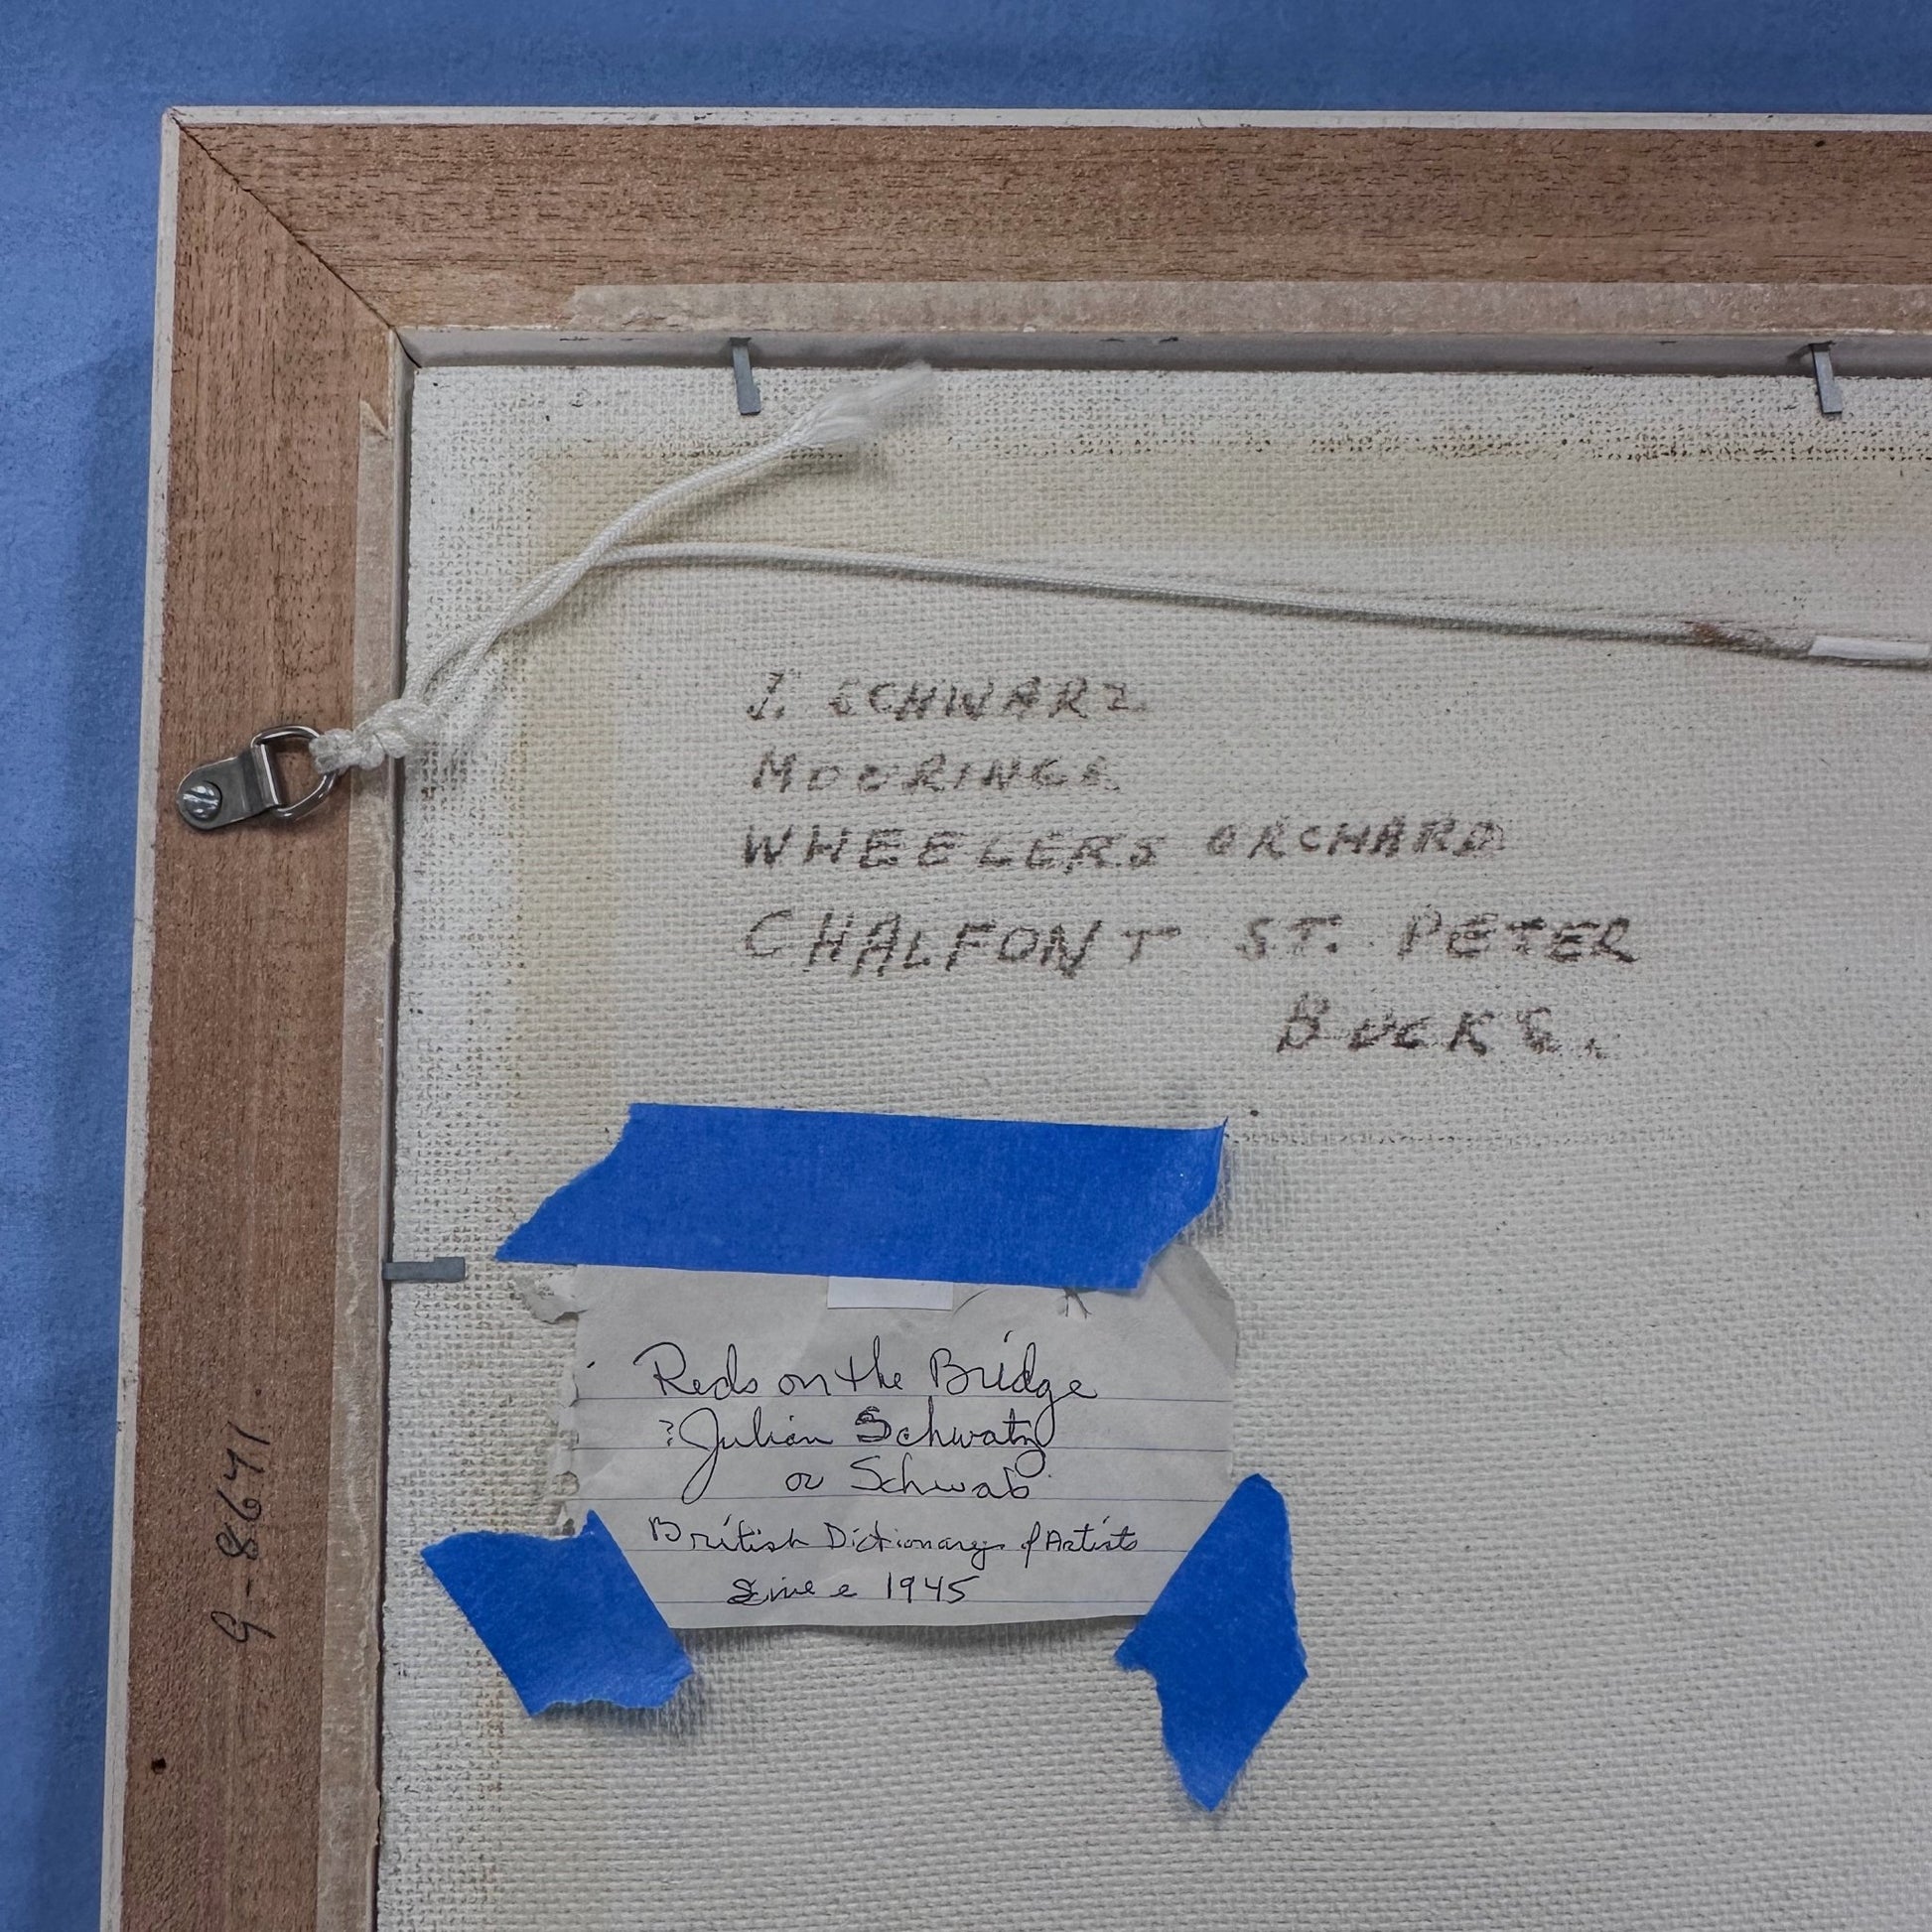 J. SCHWARZ
MOORINGS
WHEELERS ORCHARD
CHALFONT ST. PETER
BUCKS.
Reds on the Bridge
? Julian Schwatz
or Schwab
British Dictionary of Artists
Since 1945
9-8641